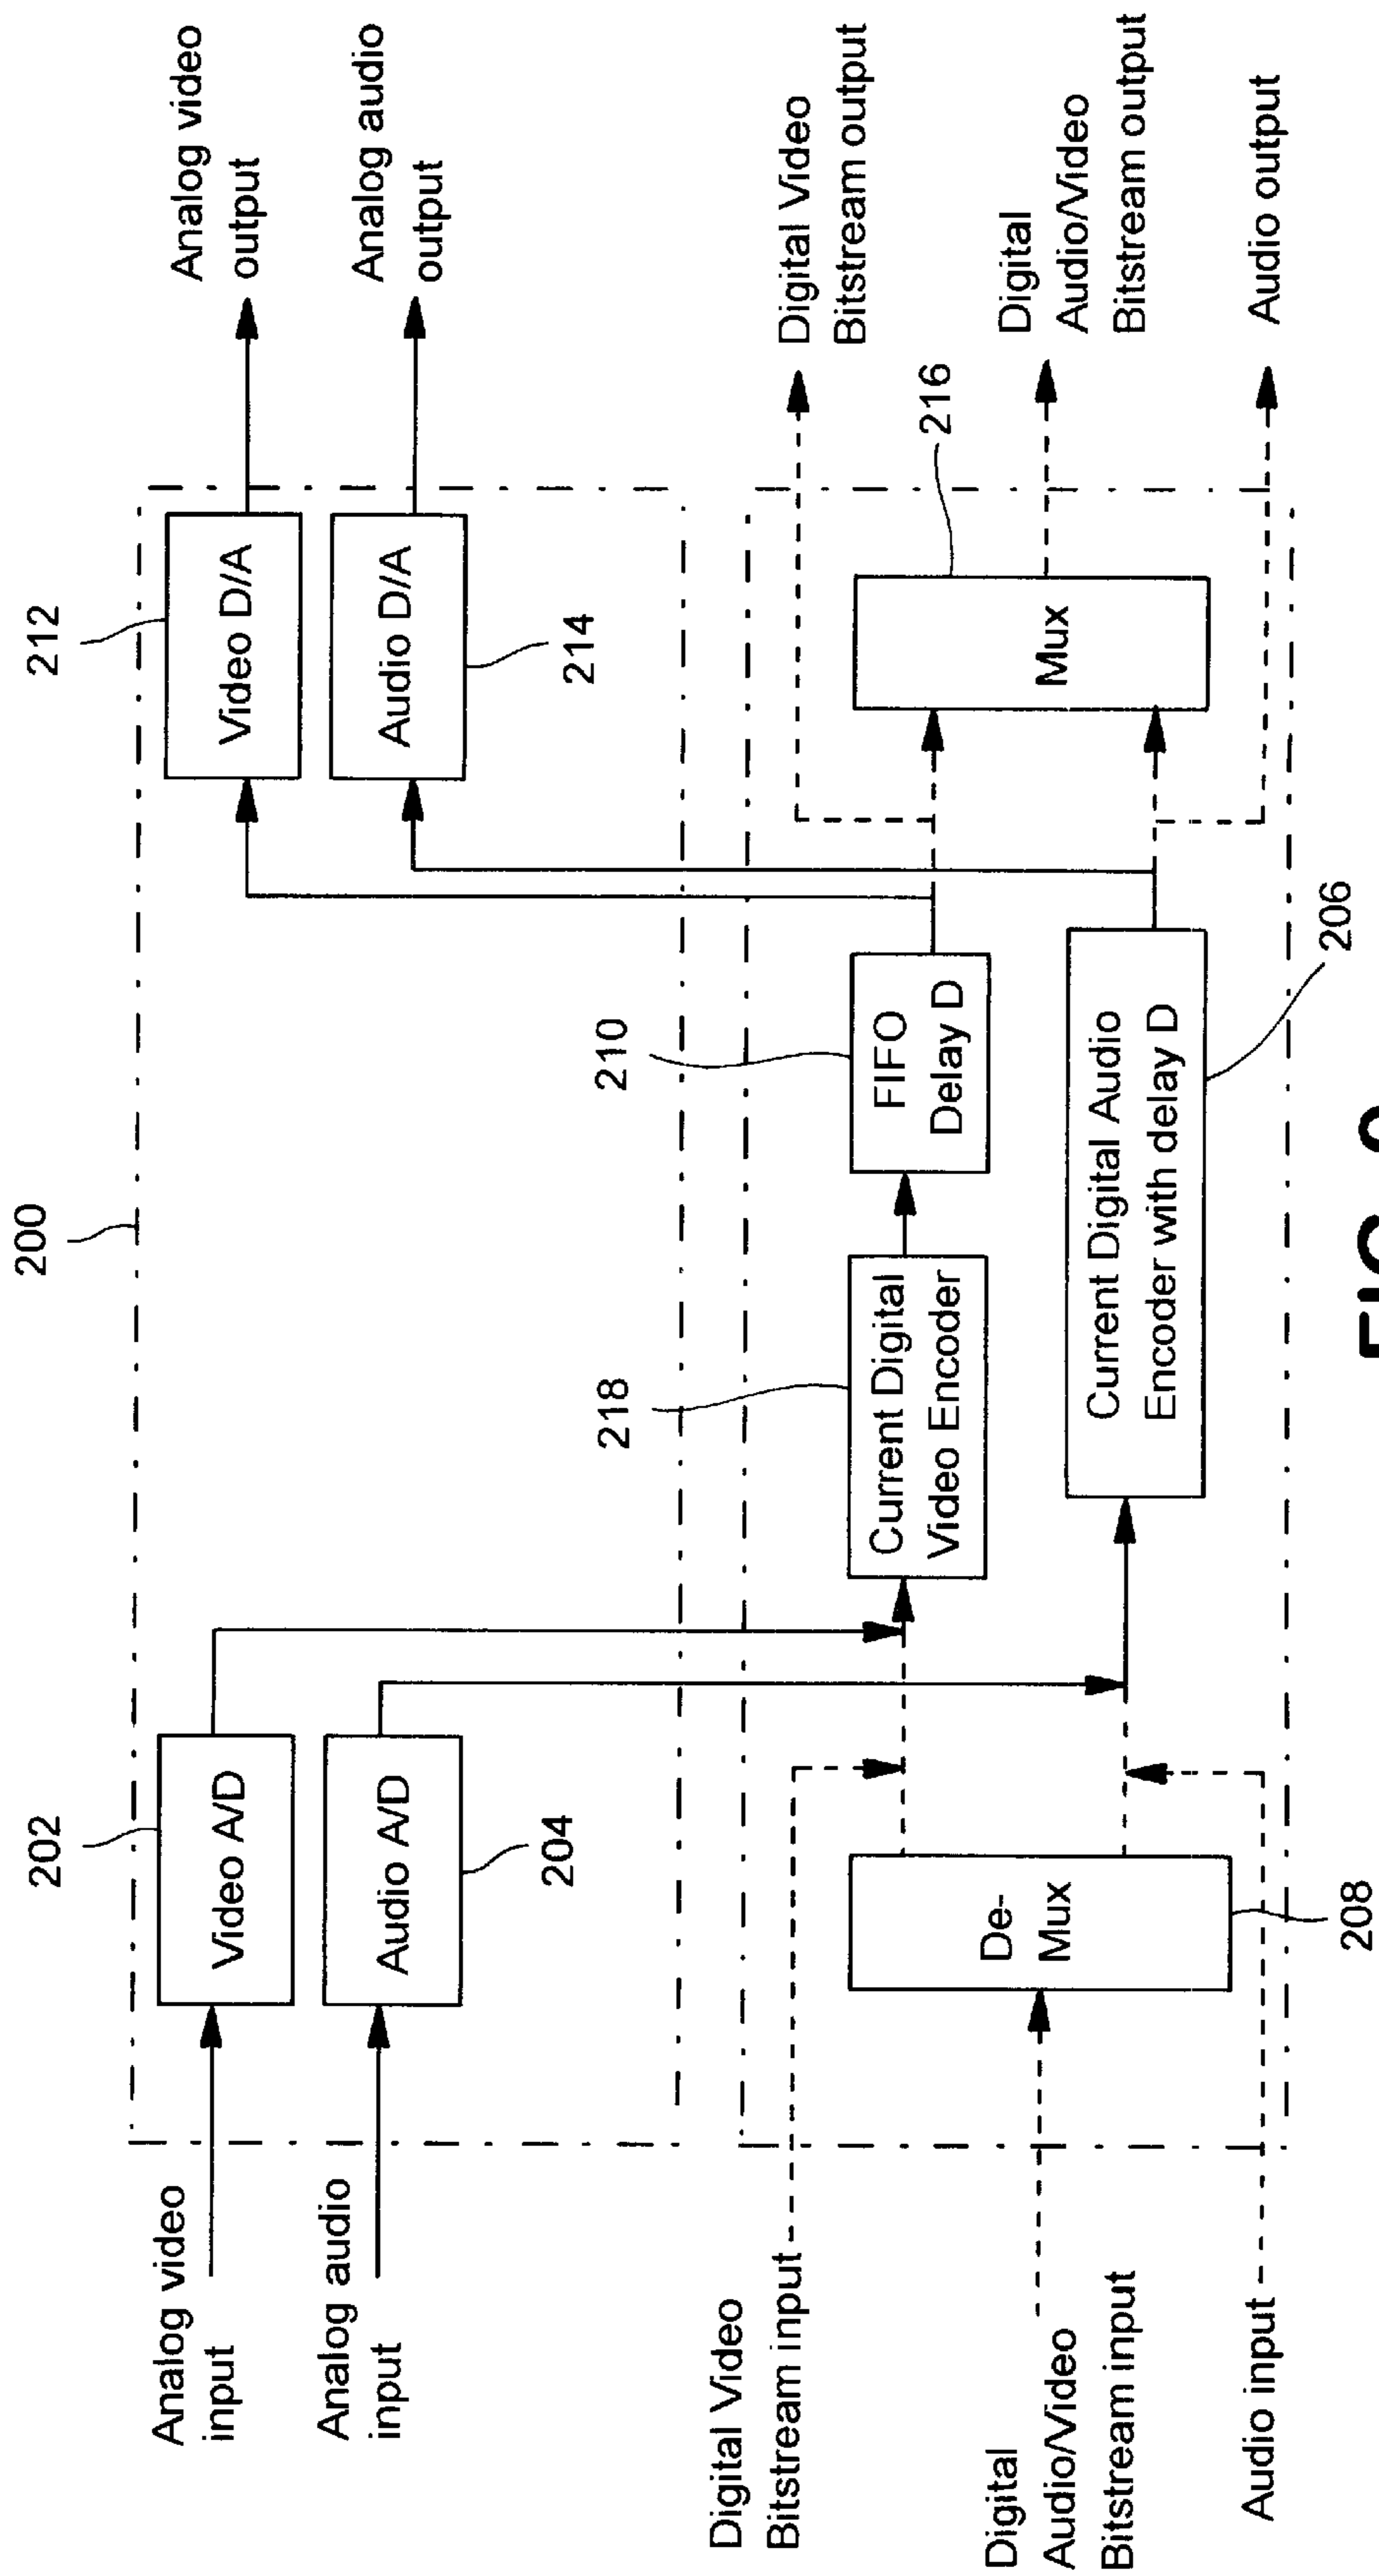 200
Analog video
input
202
Video A/D
212
Video D/A
Analog video
output
Analog audio
input
Audio A/D
204
Audio D/A
214
Analog audio
output
Digital Video
Bitstream input
218
Current Digital
Video Encoder
210
FIFO
Delay D
Digital Video
Bitstream output
Digital
Audio/Video
Bitstream input
De-
Mux
208
Current Digital Audio
Encoder with delay D
206
Mux
216
Digital
Audio/Video
Bitstream output
Audio input
Audio output
FIG.